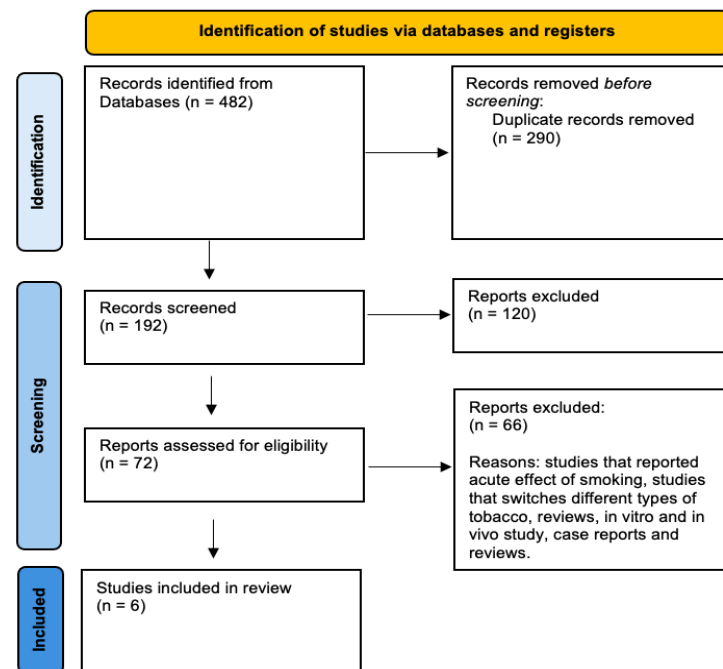 Identification of studies via databases and registers
Identification
Records identified from
Databases (n = 482)
Records removed before
screening:
Duplicate records removed
(n = 290)
Screening
Records screened
(n = 192)
Reports excluded
(n = 120)
Reports assessed for eligibility
(n = 72)
Reports excluded:
(n = 66)
Reasons: studies that reported
acute effect of smoking, studies
that switches different types of
tobacco, reviews, in vitro and in
vivo study, case reports and
reviews.
Included
Studies included in review
(n = 6)